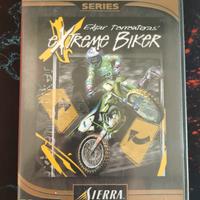 SERIES
Edgar Torronteras'
eXtreme Biker
SIERRA